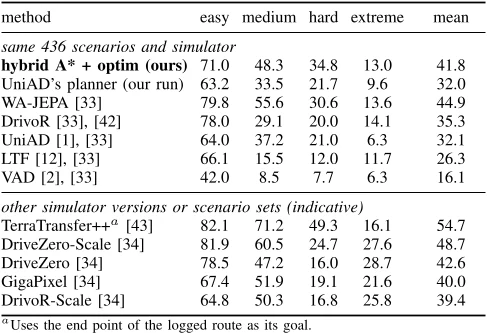 method easy medium hard extreme mean
same 436 scenarios and simulator
hybrid A* + optim (ours) 71.0 48.3 34.8 13.0 41.8
UniAD's planner (our run) 63.2 33.5 21.7 9.6 32.0
WA-JEPA [33] 79.8 55.6 30.6 13.6 44.9
DrivoR [33], [42] 78.0 29.1 20.0 14.1 35.3
UniAD [1], [33] 64.0 37.2 21.0 6.3 32.1
LTF [12], [33] 66.1 15.5 12.0 11.7 26.3
VAD [2], [33] 42.0 8.5 7.7 6.3 16.1
other simulator versions or scenario sets (indicative)
TerraTransfer++ᵃ [43] 82.1 71.2 49.3 16.1 54.7
DriveZero-Scale [34] 81.9 60.5 24.7 27.6 48.7
DriveZero [34] 78.5 47.2 16.0 28.7 42.6
GigaPixel [34] 67.4 51.9 19.1 21.6 40.0
DrivoR-Scale [34] 64.8 50.3 16.8 25.8 39.4
ᵃUses the end point of the logged route as its goal.